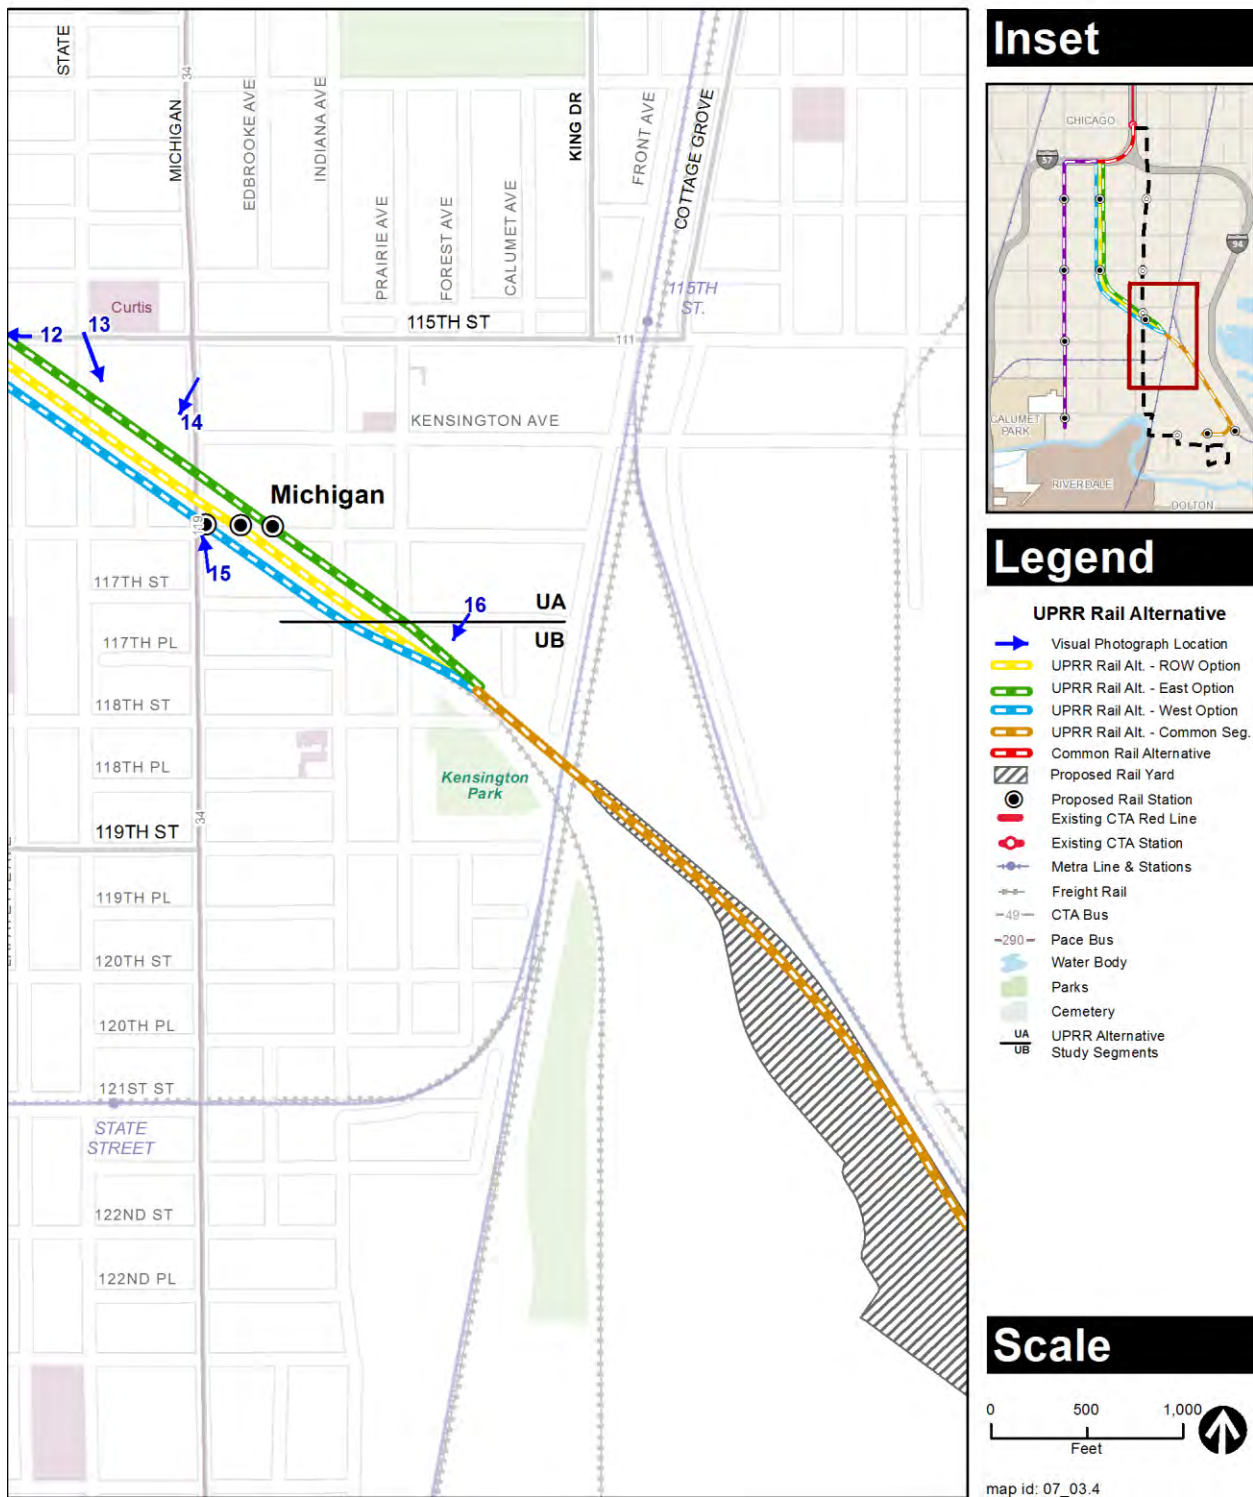 STATE
34
MICHIGAN
EDBROOKE AVE
INDIANA AVE
PRAIRIE AVE
FOREST AVE
CALUMET AVE
KING DR
FRONT AVE
COTTAGE GROVE
Curtis
115TH
ST.
12
13
115TH ST
111
14
KENSINGTON AVE
Michigan
119
15
117TH ST
16
UA
UB
117TH PL
118TH ST
118TH PL
Kensington
Park
34
119TH ST
119TH PL
120TH ST
120TH PL
121ST ST
STATE
STREET
122ND ST
122ND PL
Inset
CHICAGO
57
94
CALUMET
PARK
RIVERDALE
DOLTON
Legend
UPRR Rail Alternative
Visual Photograph Location
UPRR Rail Alt. - ROW Option
UPRR Rail Alt. - East Option
UPRR Rail Alt. - West Option
UPRR Rail Alt. - Common Seg.
Common Rail Alternative
Proposed Rail Yard
Proposed Rail Station
Existing CTA Red Line
Existing CTA Station
Metra Line & Stations
Freight Rail
49 CTA Bus
290 Pace Bus
Water Body
Parks
Cemetery
UA UPRR Alternative
UB Study Segments
Scale
0 500 1,000
Feet
map id: 07_03.4